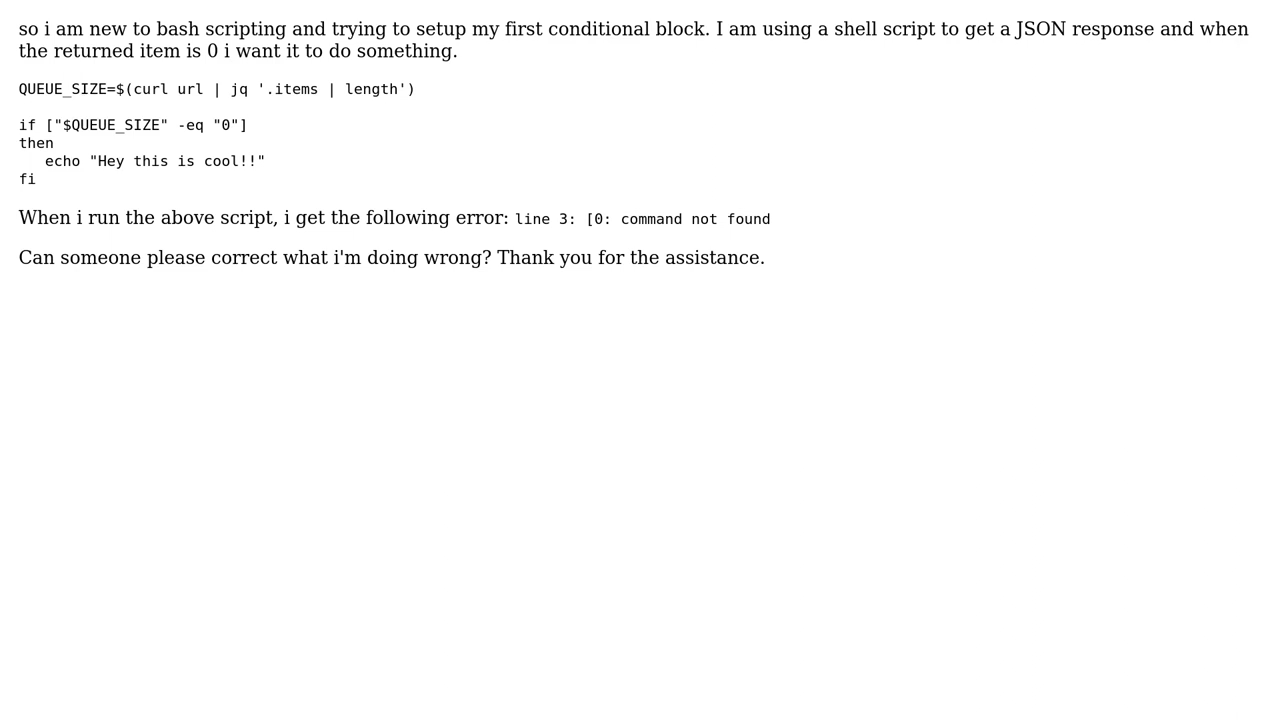 so i am new to bash scripting and trying to setup my first conditional block. I am using a shell script to get a JSON response and when
the returned item is 0 i want it to do something.
QUEUE_SIZE=$(curl url | jq '.items | length')
if ["$QUEUE_SIZE" -eq "0"]
then
   echo "Hey this is cool!!"
fi
When i run the above script, i get the following error: line 3: [0: command not found
Can someone please correct what i'm doing wrong? Thank you for the assistance.